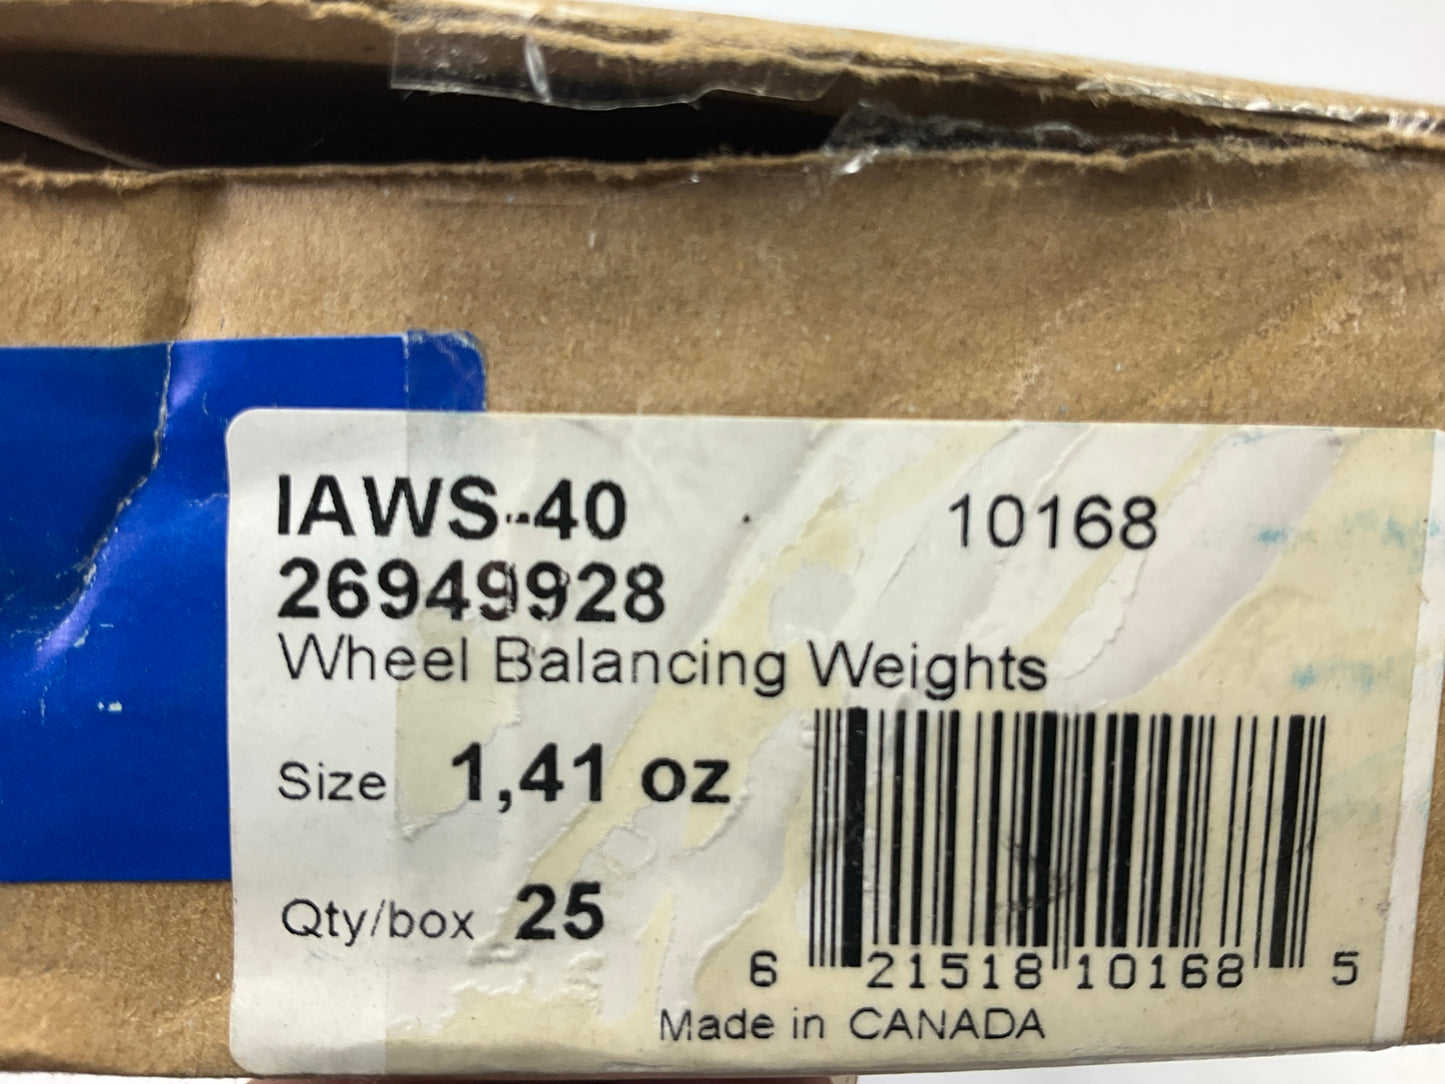 IAWS-40 10168
26949928
Wheel Balancing Weights
Size 1,41 oz
Qty/box 25
6 21518 10168 5
Made in CANADA